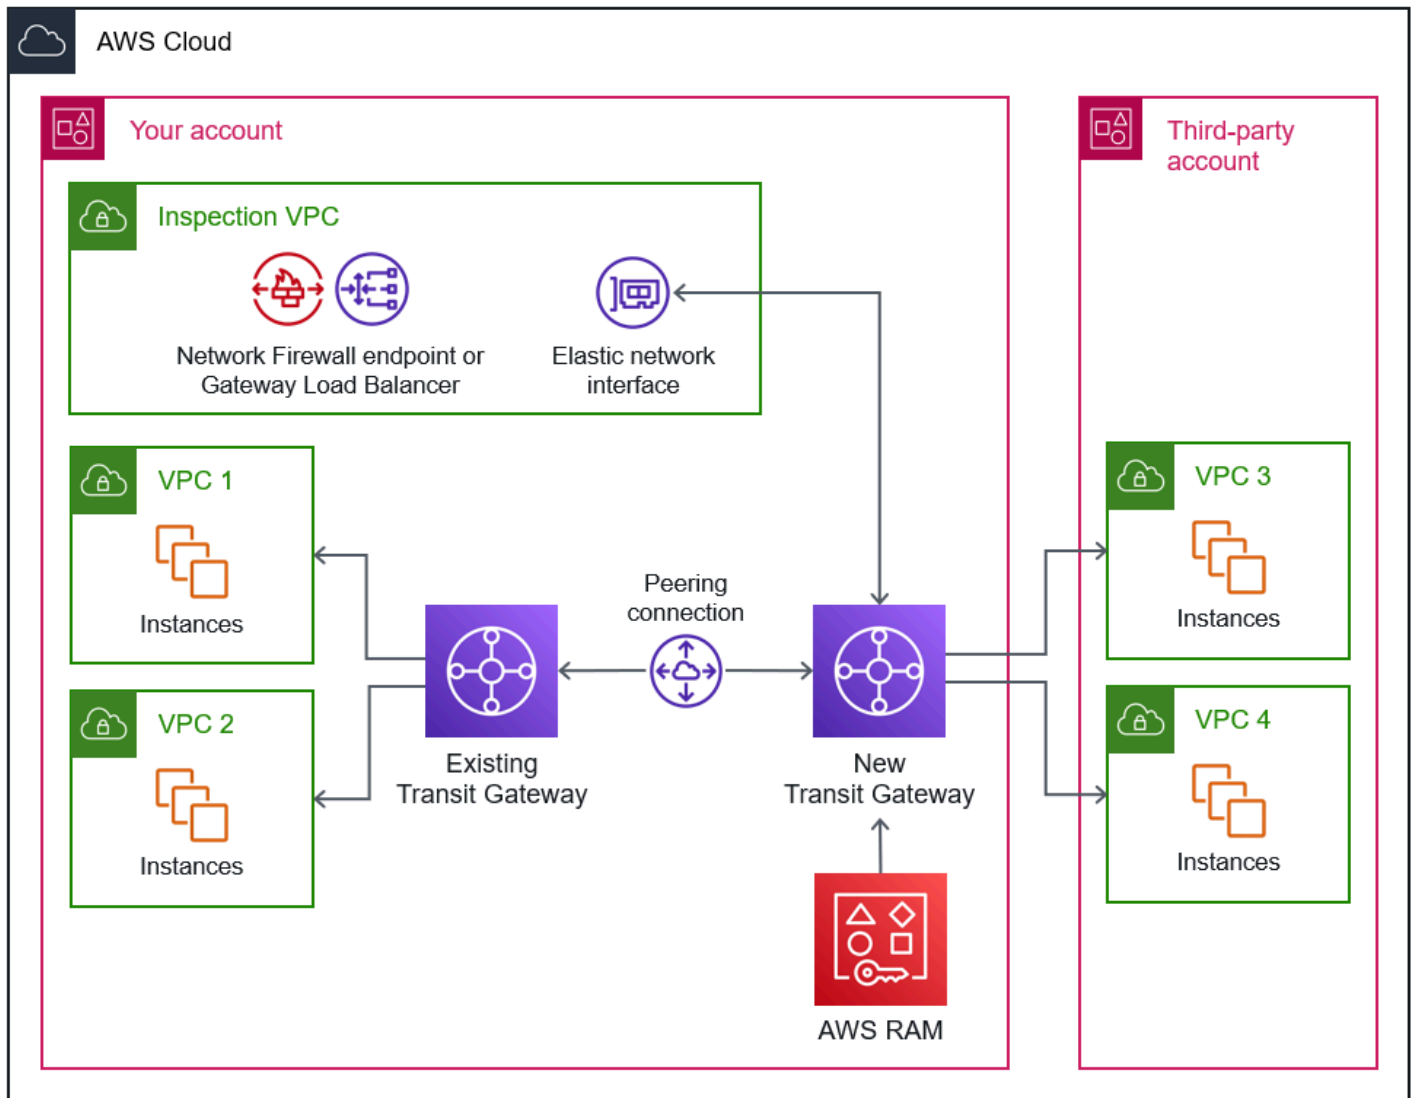 AWS Cloud
Your account
Third-party
account
Inspection VPC
Network Firewall endpoint or
Gateway Load Balancer
Elastic network
interface
VPC 1
Instances
VPC 2
Instances
Peering
connection
Existing
Transit Gateway
New
Transit Gateway
AWS RAM
VPC 3
Instances
VPC 4
Instances